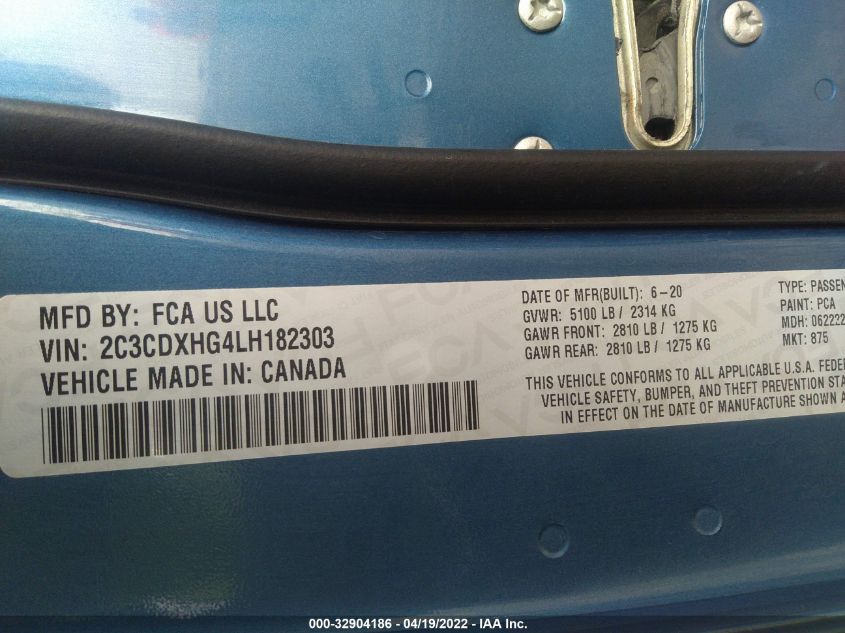 MFD BY: FCA US LLC
VIN: 2C3CDXHG4LH182303
VEHICLE MADE IN: CANADA
DATE OF MFR(BUILT): 6-20
GVWR: 5100 LB / 2314 KG
GAWR FRONT: 2810 LB / 1275 KG
GAWR REAR: 2810 LB / 1275 KG
TYPE: PASSEN
PAINT: PCA
MDH: 062222
MKT: 875
THIS VEHICLE CONFORMS TO ALL APPLICABLE U.S.A. FEDER
VEHICLE SAFETY, BUMPER, AND THEFT PREVENTION STA
IN EFFECT ON THE DATE OF MANUFACTURE SHOWN A
000-32904186 - 04/19/2022 - IAA Inc.